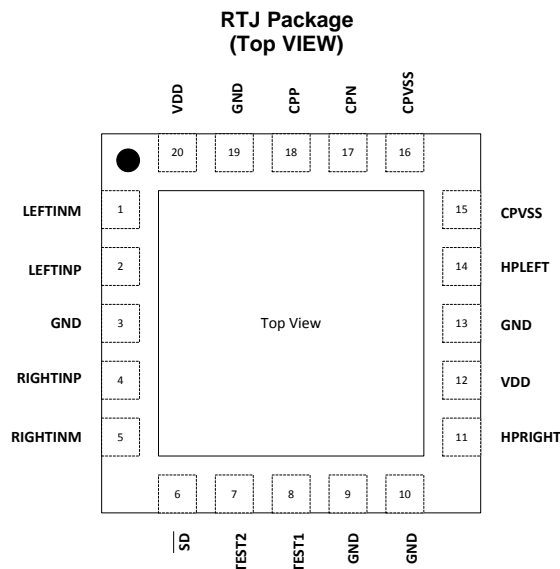 RTJ Package
(Top VIEW)
VDD
GND
CPP
CPN
CPVSS
20
19
18
17
16
LEFTINM
1
15
CPVSS
LEFTINP
2
14
HPLEFT
GND
3
Top View
13
GND
RIGHTINP
4
12
VDD
RIGHTINM
5
11
HPRIGHT
6
7
8
9
10
SD
TEST2
TEST1
GND
GND